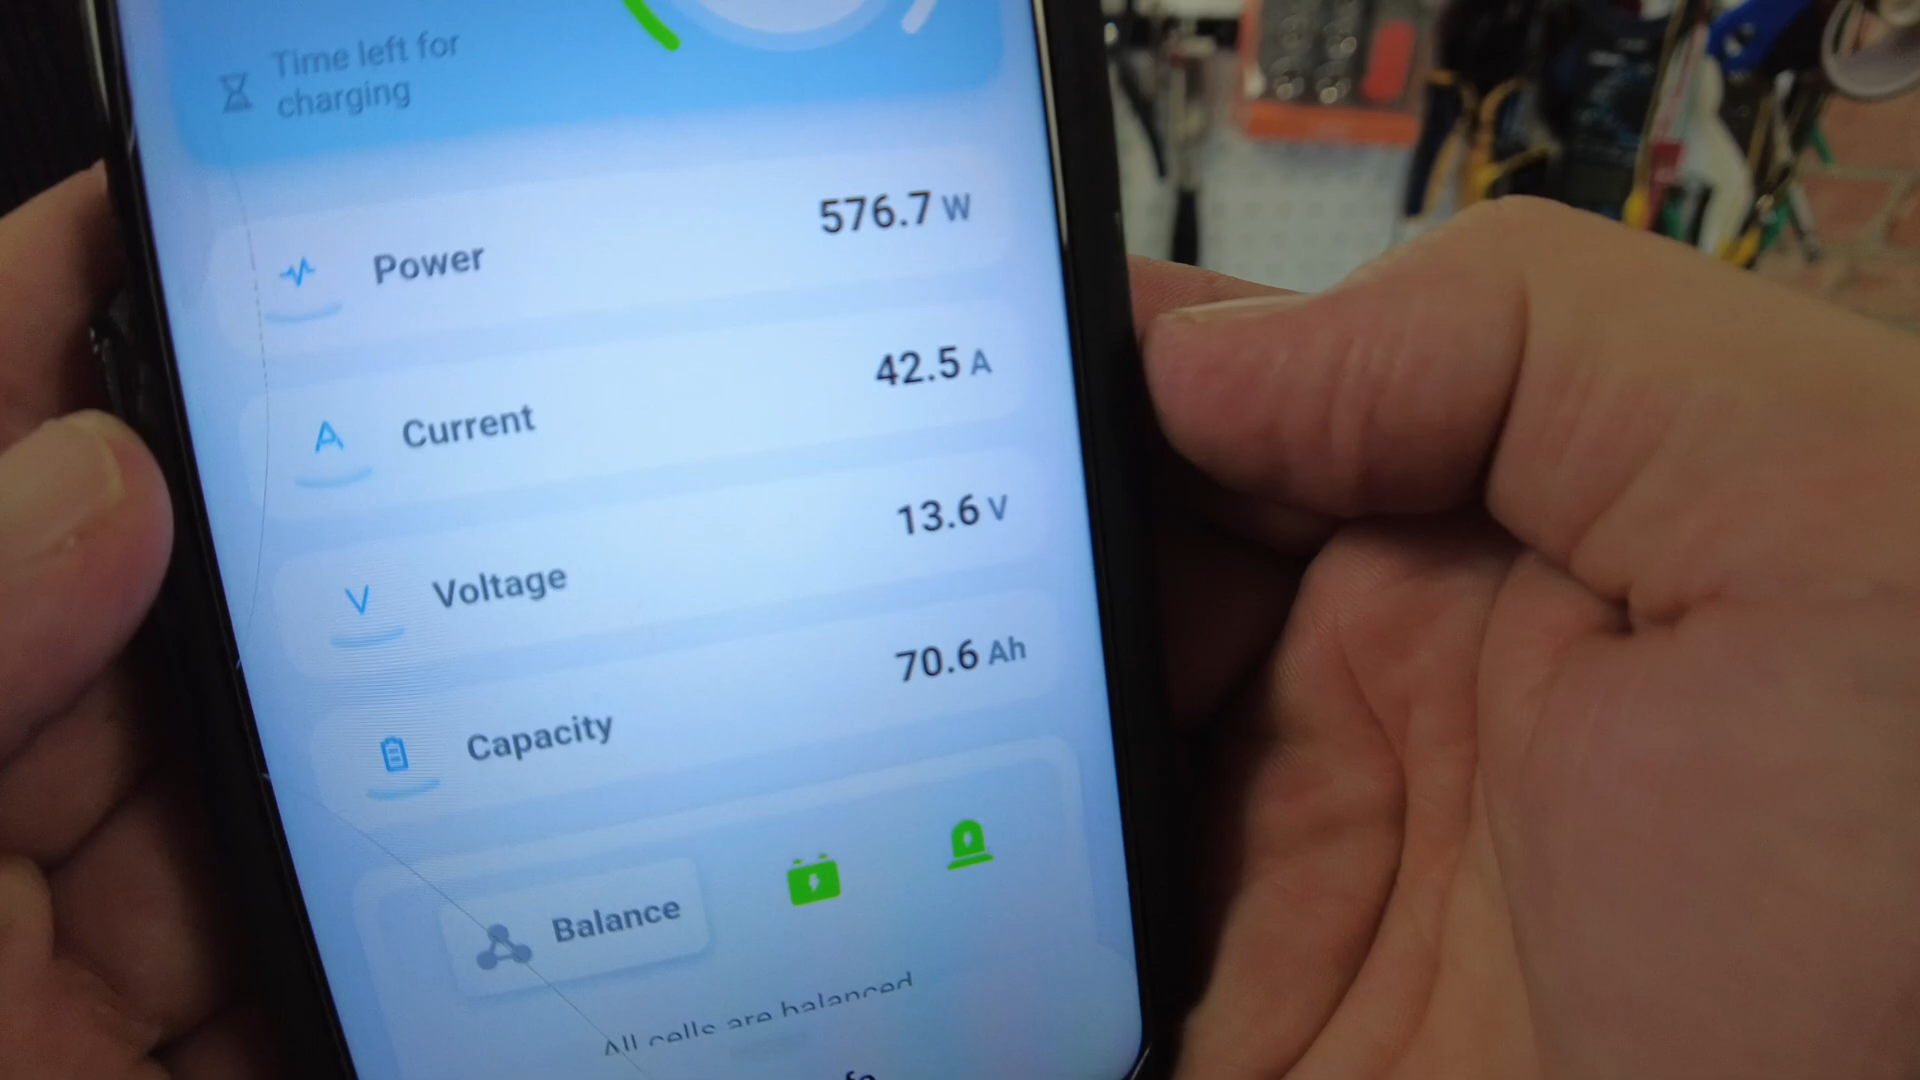 Time left for
charging
Power 576.7 W
A Current 42.5 A
V Voltage 13.6 V
Capacity 70.6 Ah
Balance
All cells are balanced